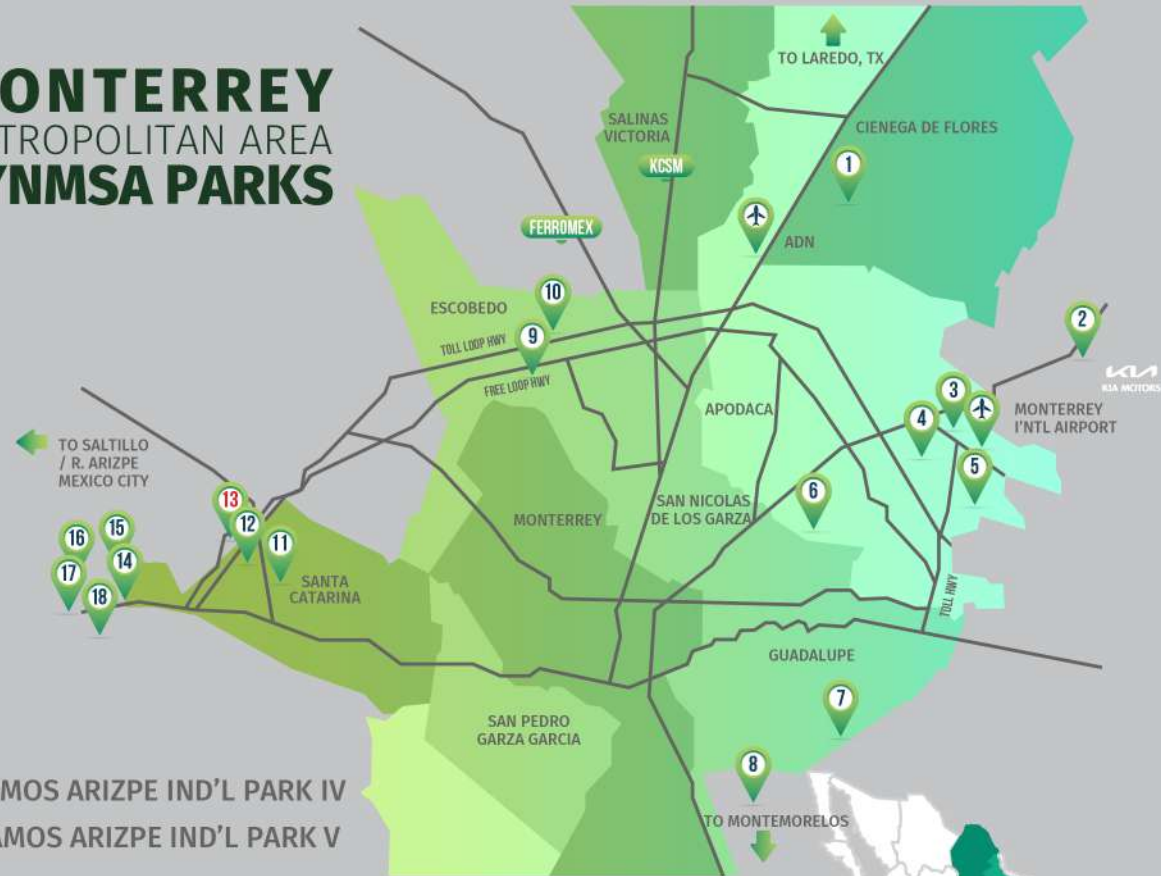 ONTERREY
TROPOLITAN AREA
YNMSA PARKS
TO LAREDO, TX
SALINAS
VICTORIA
CIENEGA DE FLORES
KCSM
1
FERROMEX
ADN
10
ESCOBEDO
2
9
TOLL LOOP HWY
KIA
KIA MOTORS
FREE LOOP HWY
3
APODACA
4
MONTERREY
I'NTL AIRPORT
TO SALTILLO
/ R. ARIZPE
MEXICO CITY
5
13
6
SAN NICOLAS
DE LOS GARZA
MONTERREY
12
15
16
11
14
17
SANTA
CATARINA
18
TOLL HWY
GUADALUPE
7
SAN PEDRO
GARZA GARCIA
8
MOS ARIZPE IND'L PARK IV
TO MONTEMORELOS
AMOS ARIZPE IND'L PARK V